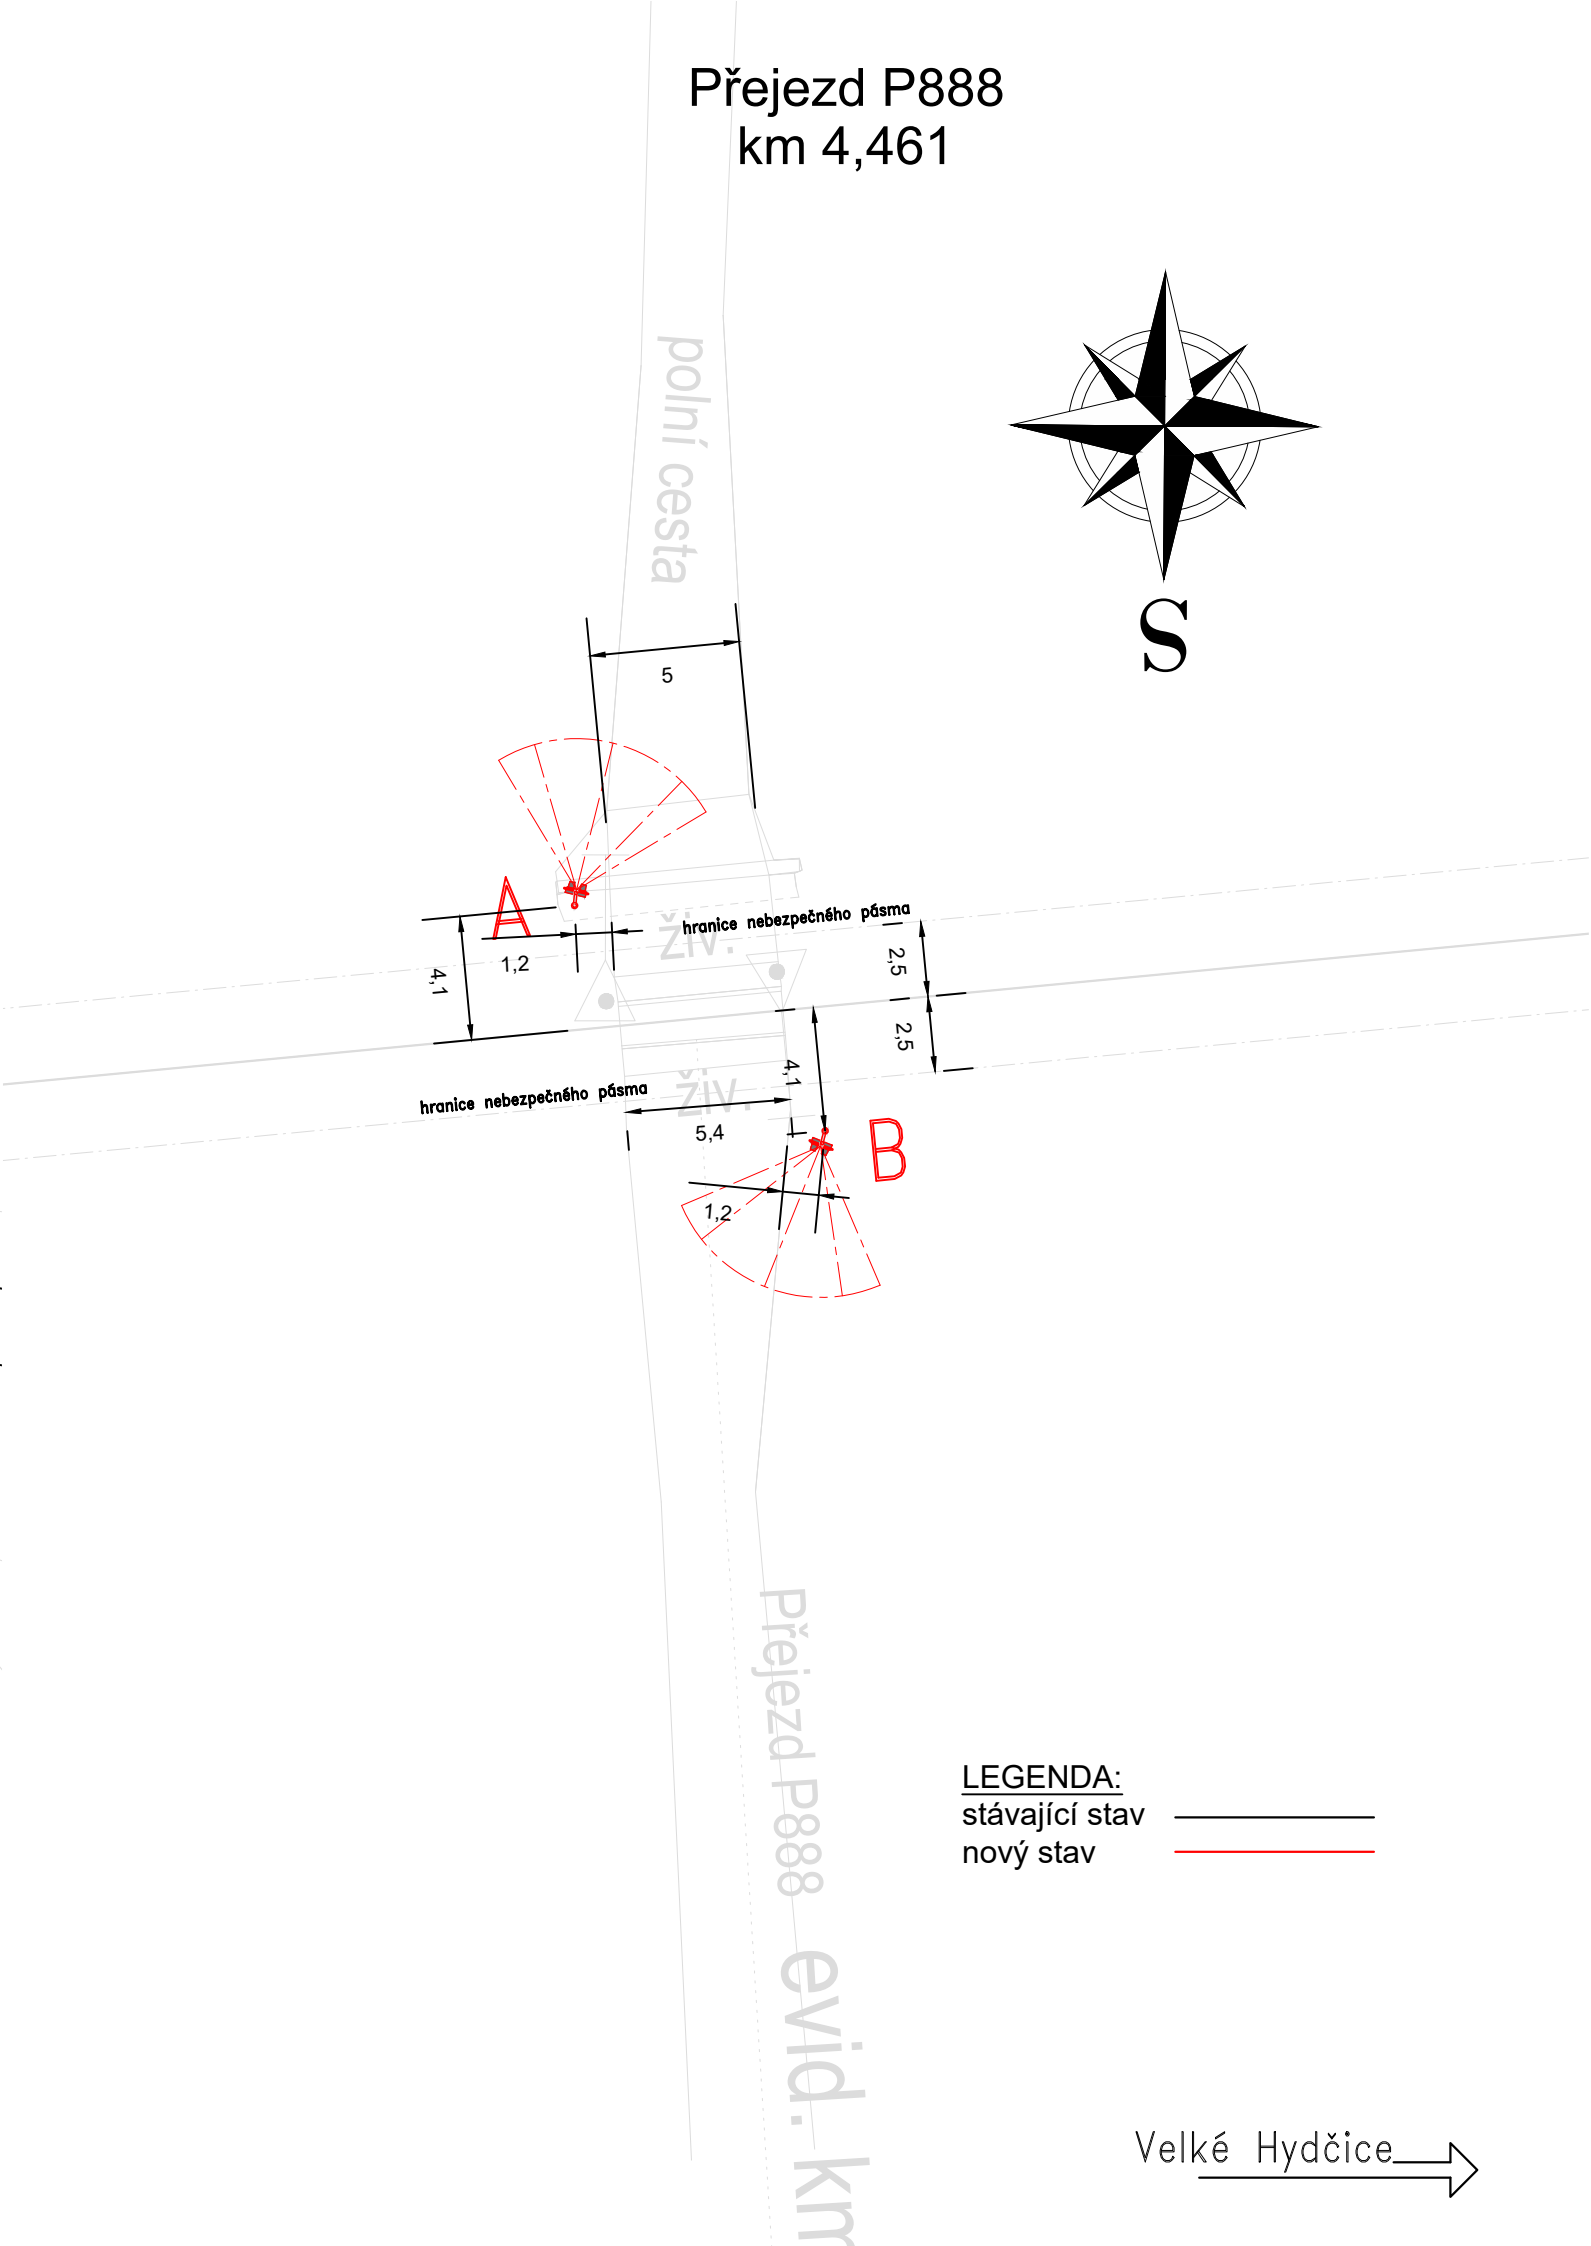 Přejezd P888
km 4,461
polní cesta
S
5
A
živ.
hranice nebezpečného pásma
1,2
4,1
2,5
2,5
hranice nebezpečného pásma
živ.
4,1
5,4
B
1,2
Přejezd P888
evid. km
LEGENDA:
stávající stav
nový stav
Velké Hydčice